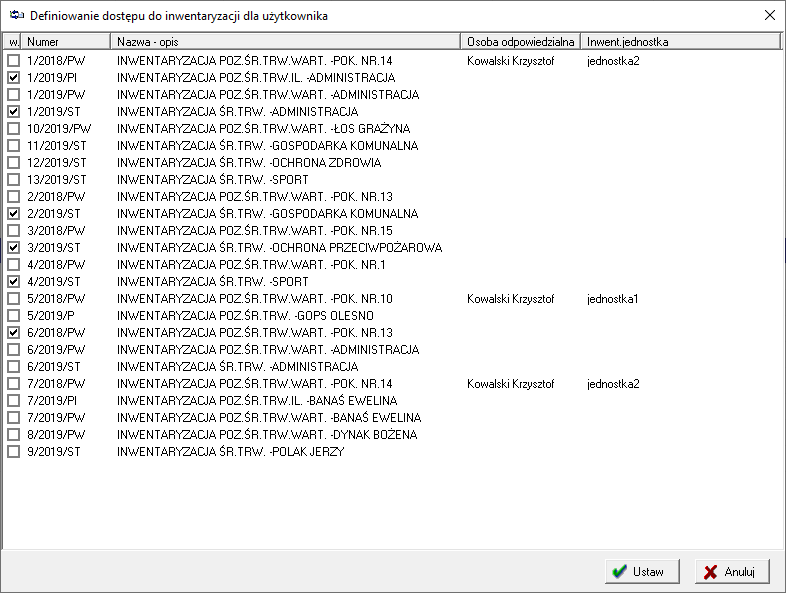 Definiowanie dostępu do inwentaryzacji dla użytkownika
w. Numer Nazwa - opis Osoba odpowiedzialna Inwent.jednostka
1/2018/PW INWENTARYZACJA POZ.ŚR.TRW.WART. -POK. NR.14 Kowalski Krzysztof jednostka2
1/2019/PI INWENTARYZACJA POZ.ŚR.TRW.IL. -ADMINISTRACJA
1/2019/PW INWENTARYZACJA POZ.ŚR.TRW.WART. -ADMINISTRACJA
1/2019/ST INWENTARYZACJA ŚR.TRW. -ADMINISTRACJA
10/2019/PW INWENTARYZACJA POZ.ŚR.TRW.WART. -ŁOS GRAŻYNA
11/2019/ST INWENTARYZACJA ŚR.TRW. -GOSPODARKA KOMUNALNA
12/2019/ST INWENTARYZACJA ŚR.TRW. -OCHRONA ZDROWIA
13/2019/ST INWENTARYZACJA ŚR.TRW. -SPORT
2/2018/PW INWENTARYZACJA POZ.ŚR.TRW.WART. -POK. NR.13
2/2019/ST INWENTARYZACJA ŚR.TRW. -GOSPODARKA KOMUNALNA
3/2018/PW INWENTARYZACJA POZ.ŚR.TRW.WART. -POK. NR.15
3/2019/ST INWENTARYZACJA ŚR.TRW. -OCHRONA PRZECIWPOŻAROWA
4/2018/PW INWENTARYZACJA POZ.ŚR.TRW.WART. -POK. NR.1
4/2019/ST INWENTARYZACJA ŚR.TRW. -SPORT
5/2018/PW INWENTARYZACJA POZ.ŚR.TRW.WART. -POK. NR.10 Kowalski Krzysztof jednostka1
5/2019/P INWENTARYZACJA POZ.ŚR.TRW. -GOPS OLESNO
6/2018/PW INWENTARYZACJA POZ.ŚR.TRW.WART. -POK. NR.13
6/2019/PW INWENTARYZACJA POZ.ŚR.TRW.WART. -ADMINISTRACJA
6/2019/ST INWENTARYZACJA ŚR.TRW. -ADMINISTRACJA
7/2018/PW INWENTARYZACJA POZ.ŚR.TRW.WART. -POK. NR.14 Kowalski Krzysztof jednostka2
7/2019/PI INWENTARYZACJA POZ.ŚR.TRW.IL. -BANAŚ EWELINA
7/2019/PW INWENTARYZACJA POZ.ŚR.TRW.WART. -BANAŚ EWELINA
8/2019/PW INWENTARYZACJA POZ.ŚR.TRW.WART. -DYNAK BOŻENA
9/2019/ST INWENTARYZACJA ŚR.TRW. -POLAK JERZY
Ustaw Anuluj